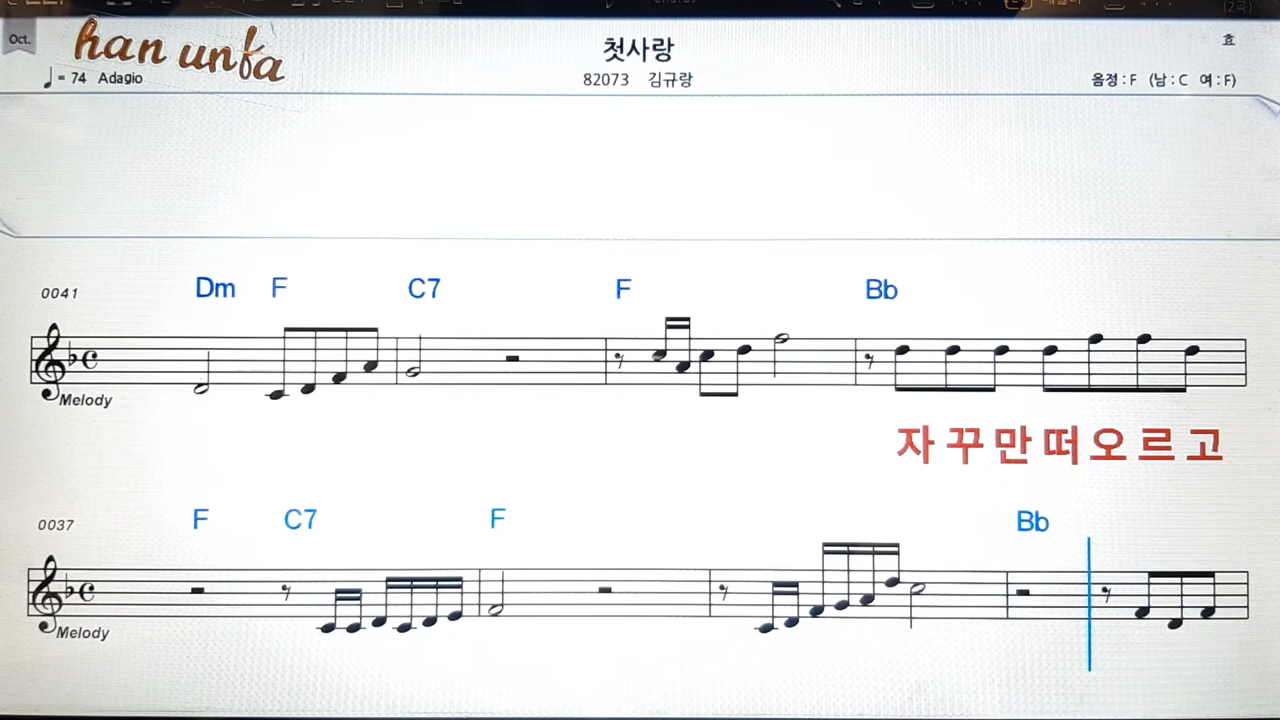 Oct.
han unfa
첫사랑
효
♩= 74 Adagio
82073 김규랑
음정 : F (남 : C 여 : F)
0041
Dm F C7 F Bb
Melody
자 꾸 만 떠 오 르 고
0037
F C7 F Bb
Melody